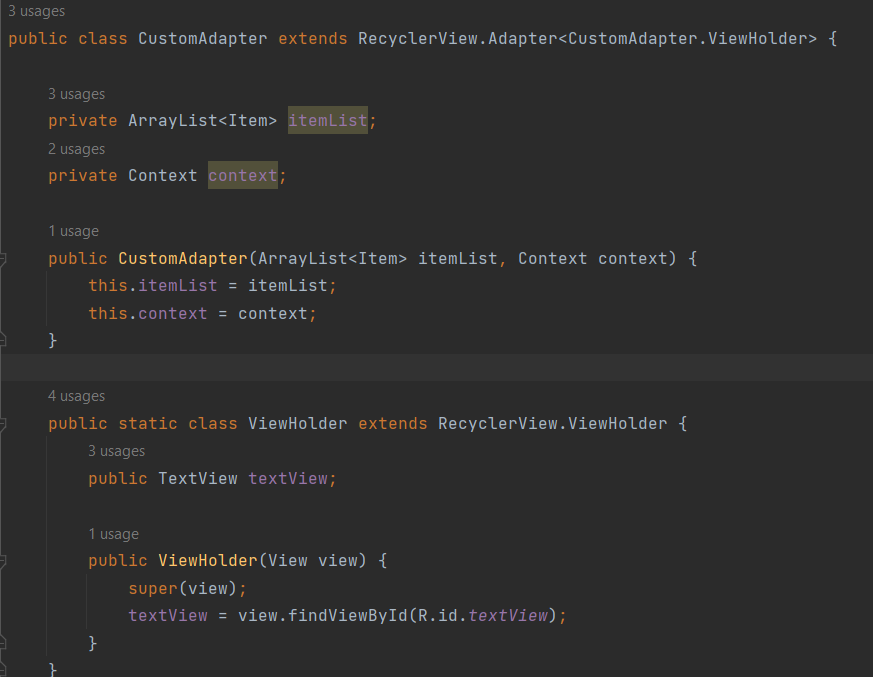 3 usages
public class CustomAdapter extends RecyclerView.Adapter<CustomAdapter.ViewHolder> {
3 usages
private ArrayList<Item> itemList;
2 usages
private Context context;
1 usage
public CustomAdapter(ArrayList<Item> itemList, Context context) {
this.itemList = itemList;
this.context = context;
}
4 usages
public static class ViewHolder extends RecyclerView.ViewHolder {
3 usages
public TextView textView;
1 usage
public ViewHolder(View view) {
super(view);
textView = view.findViewById(R.id.textView);
}
}